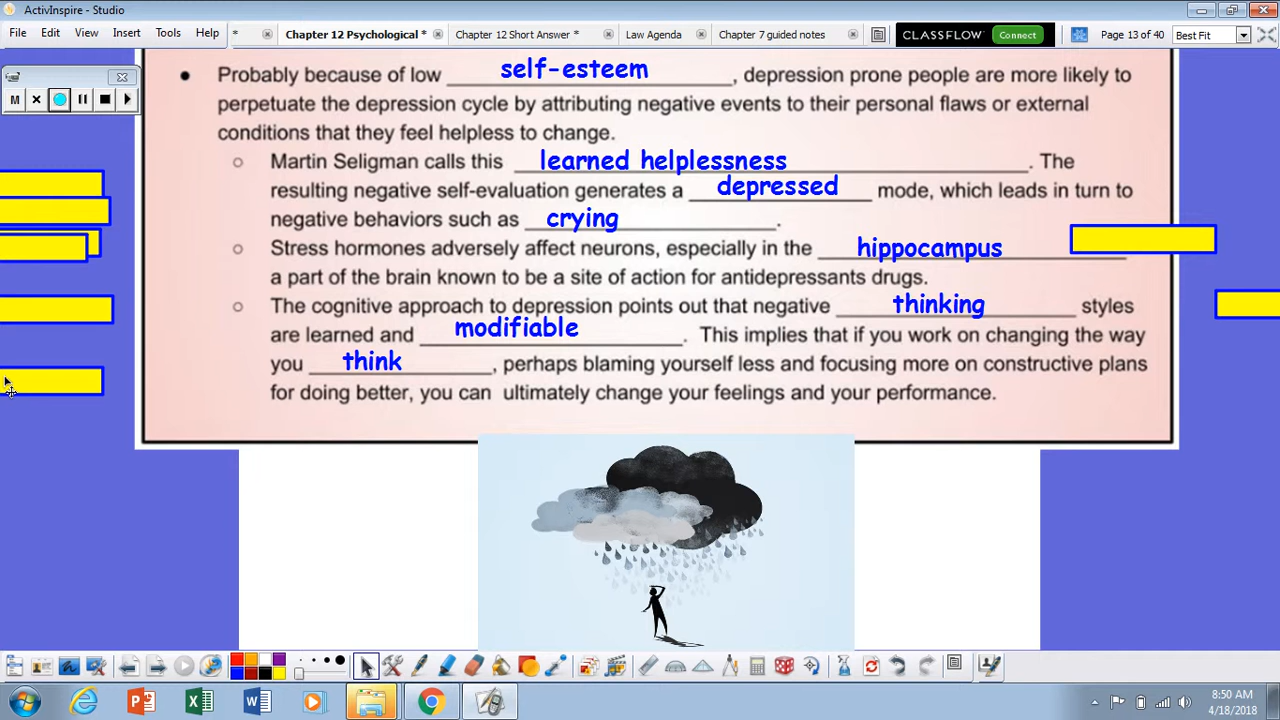 ActivInspire - Studio
File Edit View Insert Tools Help * Chapter 12 Psychological * Chapter 12 Short Answer * Law Agenda Chapter 7 guided notes CLASSFLOW Connect Page 13 of 40 Best Fit
M
• Probably because of low self-esteem, depression prone people are more likely to
perpetuate the depression cycle by attributing negative events to their personal flaws or external
conditions that they feel helpless to change.
○ Martin Seligman calls this learned helplessness. The
resulting negative self-evaluation generates a depressed mode, which leads in turn to
negative behaviors such as crying.
○ Stress hormones adversely affect neurons, especially in the hippocampus
a part of the brain known to be a site of action for antidepressants drugs.
○ The cognitive approach to depression points out that negative thinking styles
are learned and modifiable. This implies that if you work on changing the way
you think, perhaps blaming yourself less and focusing more on constructive plans
for doing better, you can ultimately change your feelings and your performance.
8:50 AM
4/18/2018